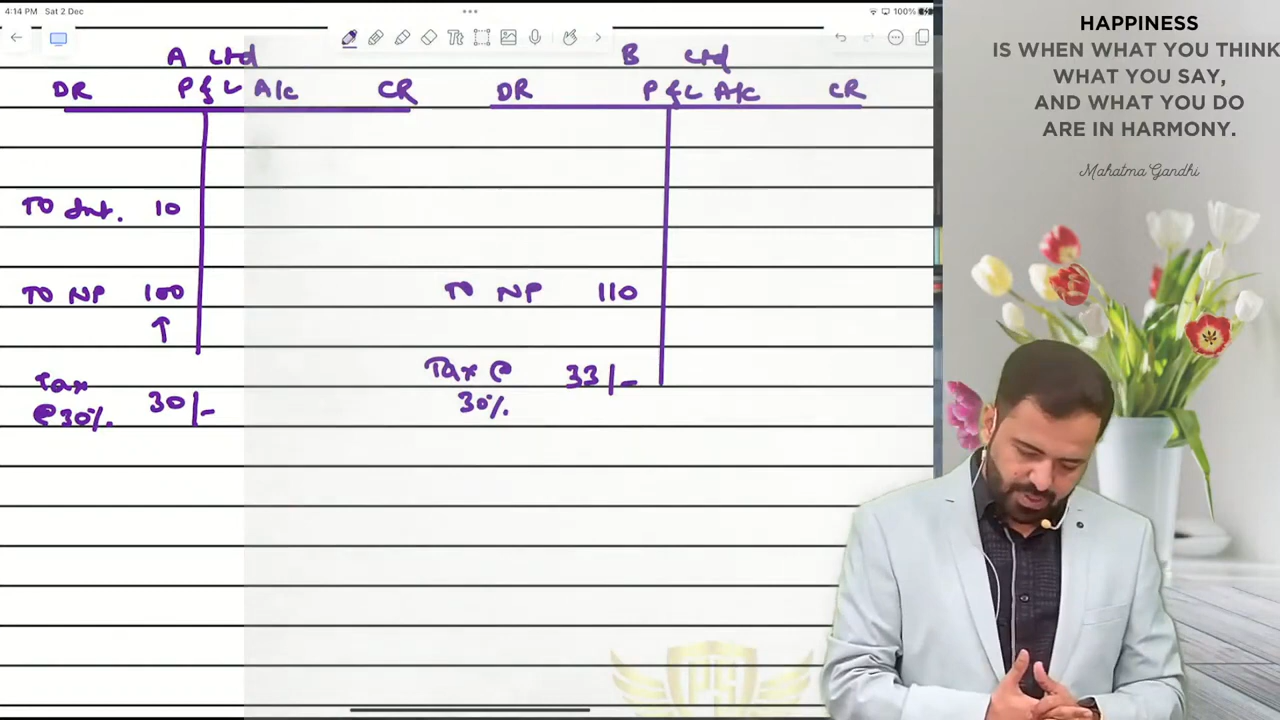 4:14 PM Sat 2 Dec
100%
A Ltd
DR P & L A/c CR
To Int. 10
To NP 100
↑
Tax
@30% 30/-
B Ltd
DR P & L A/c CR
To NP 110
Tax @ 33/-
30%
HAPPINESS
IS WHEN WHAT YOU THINK
WHAT YOU SAY,
AND WHAT YOU DO
ARE IN HARMONY.
Mahatma Gandhi